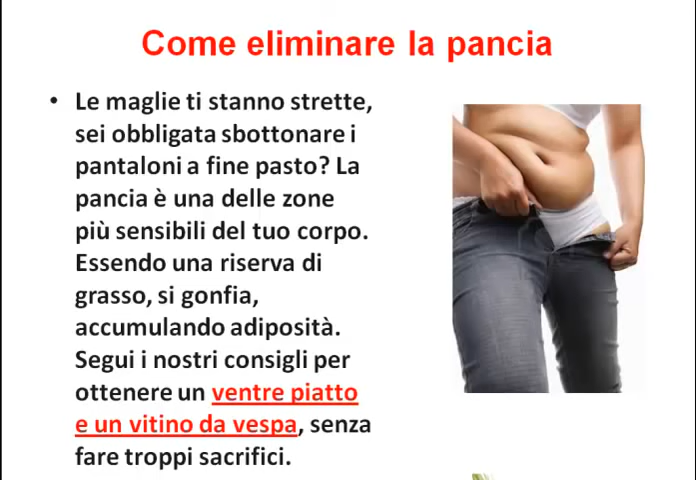 Come eliminare la pancia
• Le maglie ti stanno strette,
sei obbligata sbottonare i
pantaloni a fine pasto? La
pancia è una delle zone
più sensibili del tuo corpo.
Essendo una riserva di
grasso, si gonfia,
accumulando adiposità.
Segui i nostri consigli per
ottenere un ventre piatto
e un vitino da vespa, senza
fare troppi sacrifici.